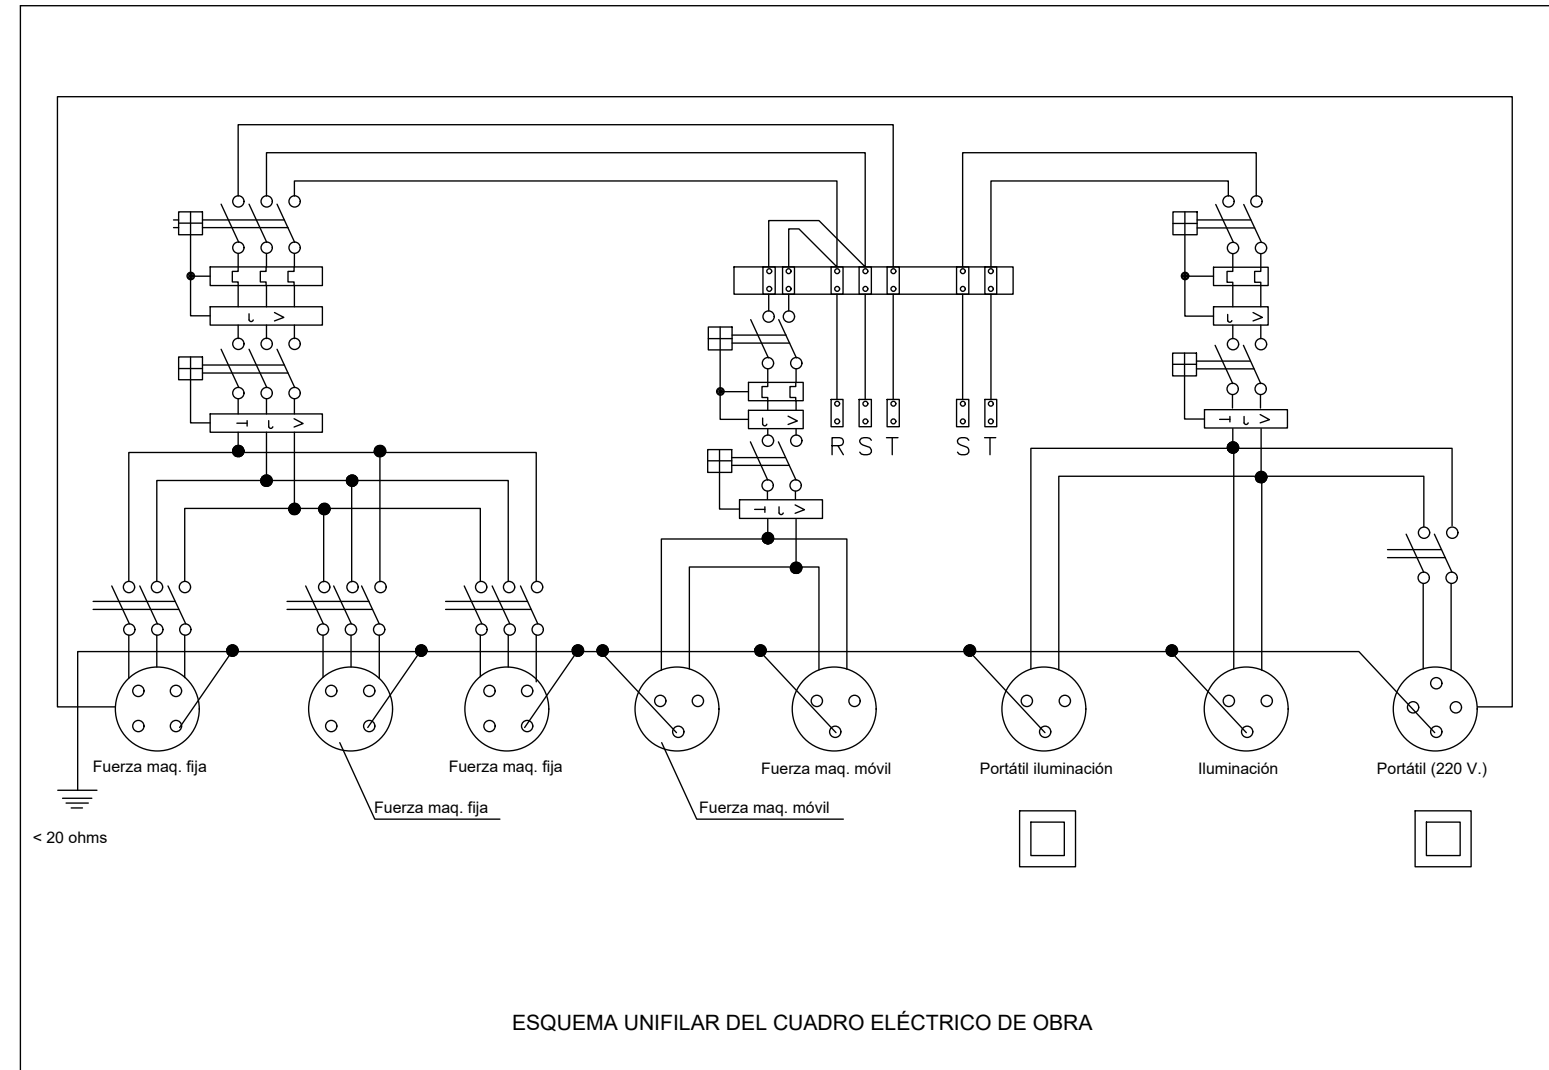 R S T S T
Fuerza maq. fija
Fuerza maq. fija
Fuerza maq. móvil
Portátil iluminación
Iluminación
Portátil (220 V.)
Fuerza maq. fija
Fuerza maq. móvil
< 20 ohms
ESQUEMA UNIFILAR DEL CUADRO ELÉCTRICO DE OBRA